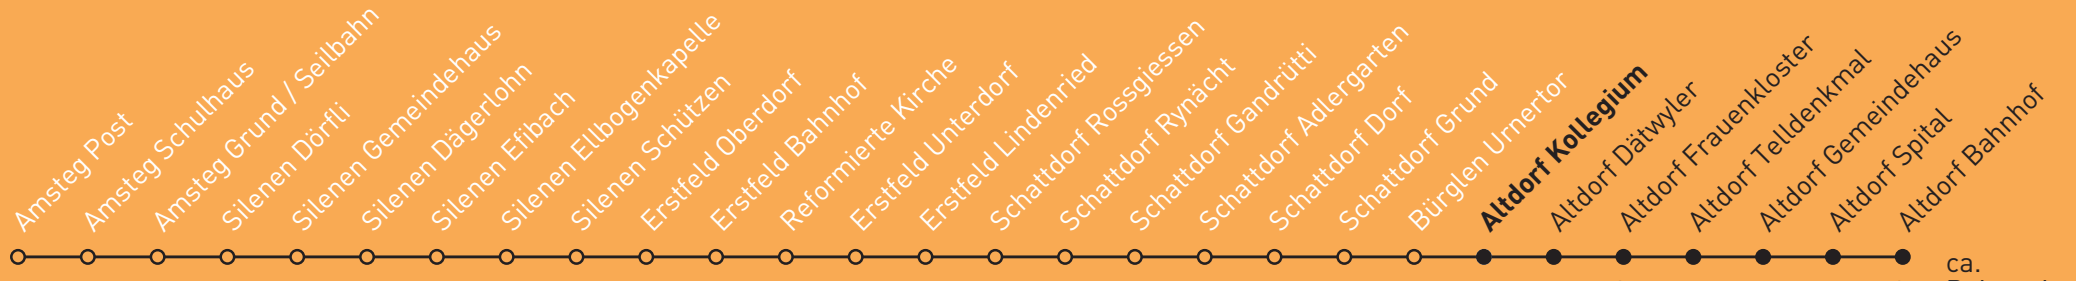 Amsteg Post
Amsteg Schulhaus
Amsteg Grund / Seilbahn
Silenen Dörfli
Silenen Gemeindehaus
Silenen Dägerlohn
Silenen Efibach
Silenen Ellbogenkapelle
Silenen Schützen
Erstfeld Oberdorf
Erstfeld Bahnhof
Reformierte Kirche
Erstfeld Unterdorf
Erstfeld Lindenried
Schattdorf Rossgiessen
Schattdorf Rynächt
Schattdorf Gandrütti
Schattdorf Adlergarten
Schattdorf Dorf
Schattdorf Grund
Bürglen Urnertor
Altdorf Kollegium
Altdorf Dätwyler
Altdorf Frauenkloster
Altdorf Telldenkmal
Altdorf Gemeindehaus
Altdorf Spital
Altdorf Bahnhof
ca.